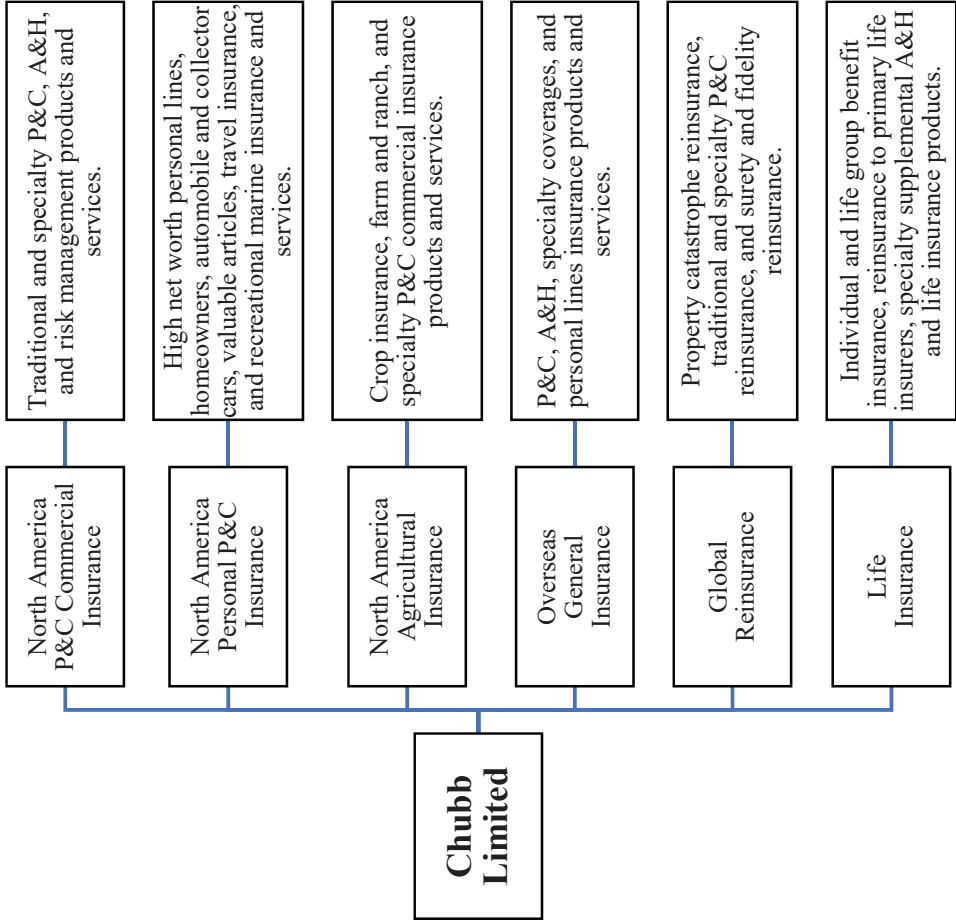 Chubb
Limited
North America
P&C Commercial
Insurance
Traditional and specialty P&C, A&H,
and risk management products and
services.
North America
Personal P&C
Insurance
High net worth personal lines,
homeowners, automobile and collector
cars, valuable articles, travel insurance,
and recreational marine insurance and
services.
North America
Agricultural
Insurance
Crop insurance, farm and ranch, and
specialty P&C commercial insurance
products and services.
Overseas
General
Insurance
P&C, A&H, specialty coverages, and
personal lines insurance products and
services.
Global
Reinsurance
Property catastrophe reinsurance,
traditional and specialty P&C
reinsurance, and surety and fidelity
reinsurance.
Life
Insurance
Individual and life group benefit
insurance, reinsurance to primary life
insurers, specialty supplemental A&H
and life insurance products.